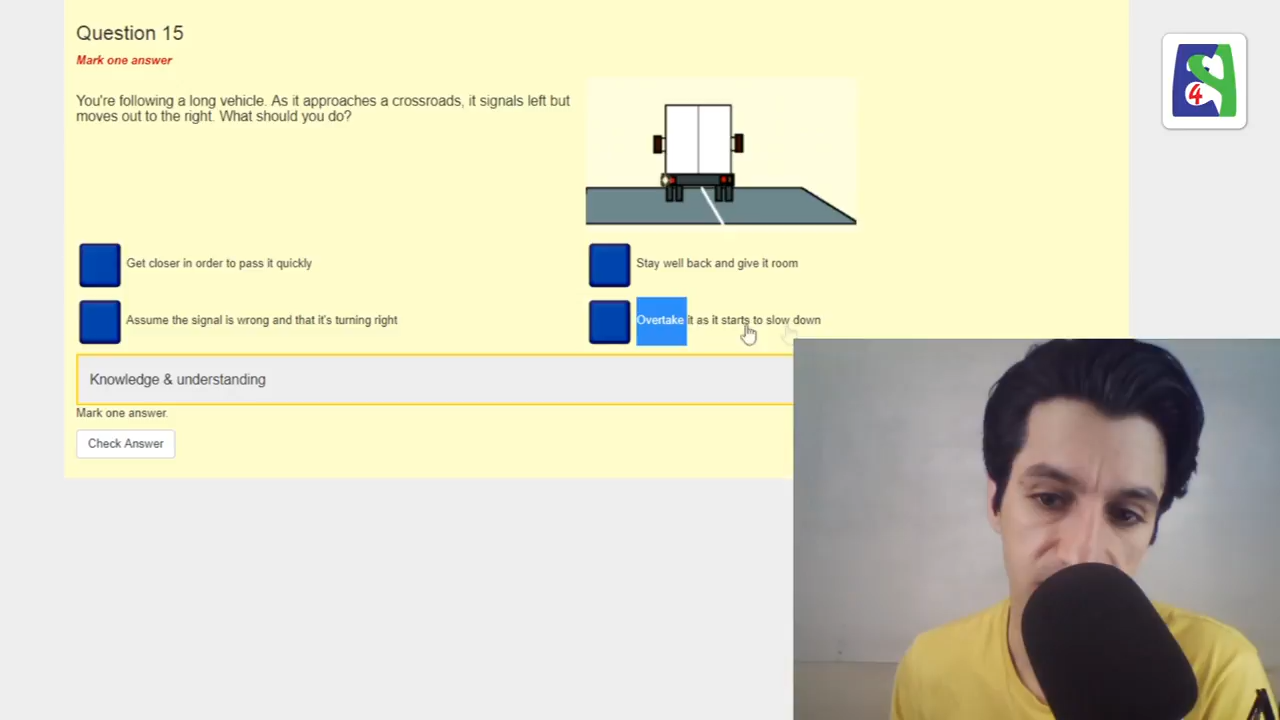 Question 15
Mark one answer
You're following a long vehicle. As it approaches a crossroads, it signals left but
moves out to the right. What should you do?
Get closer in order to pass it quickly
Stay well back and give it room
Assume the signal is wrong and that it's turning right
Overtake it as it starts to slow down
Knowledge & understanding
Mark one answer.
Check Answer
4